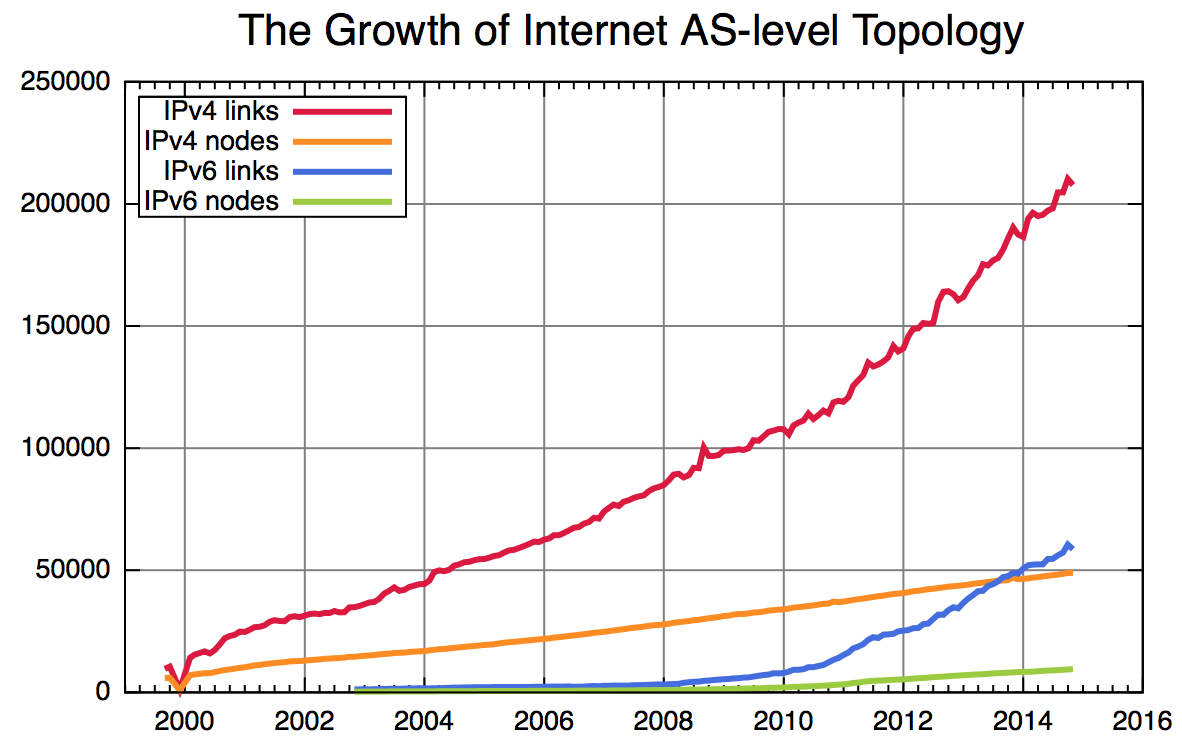 The Growth of Internet AS-level Topology
250000
200000
150000
100000
50000
0
IPv4 links
IPv4 nodes
IPv6 links
IPv6 nodes
2000 2002 2004 2006 2008 2010 2012 2014 2016